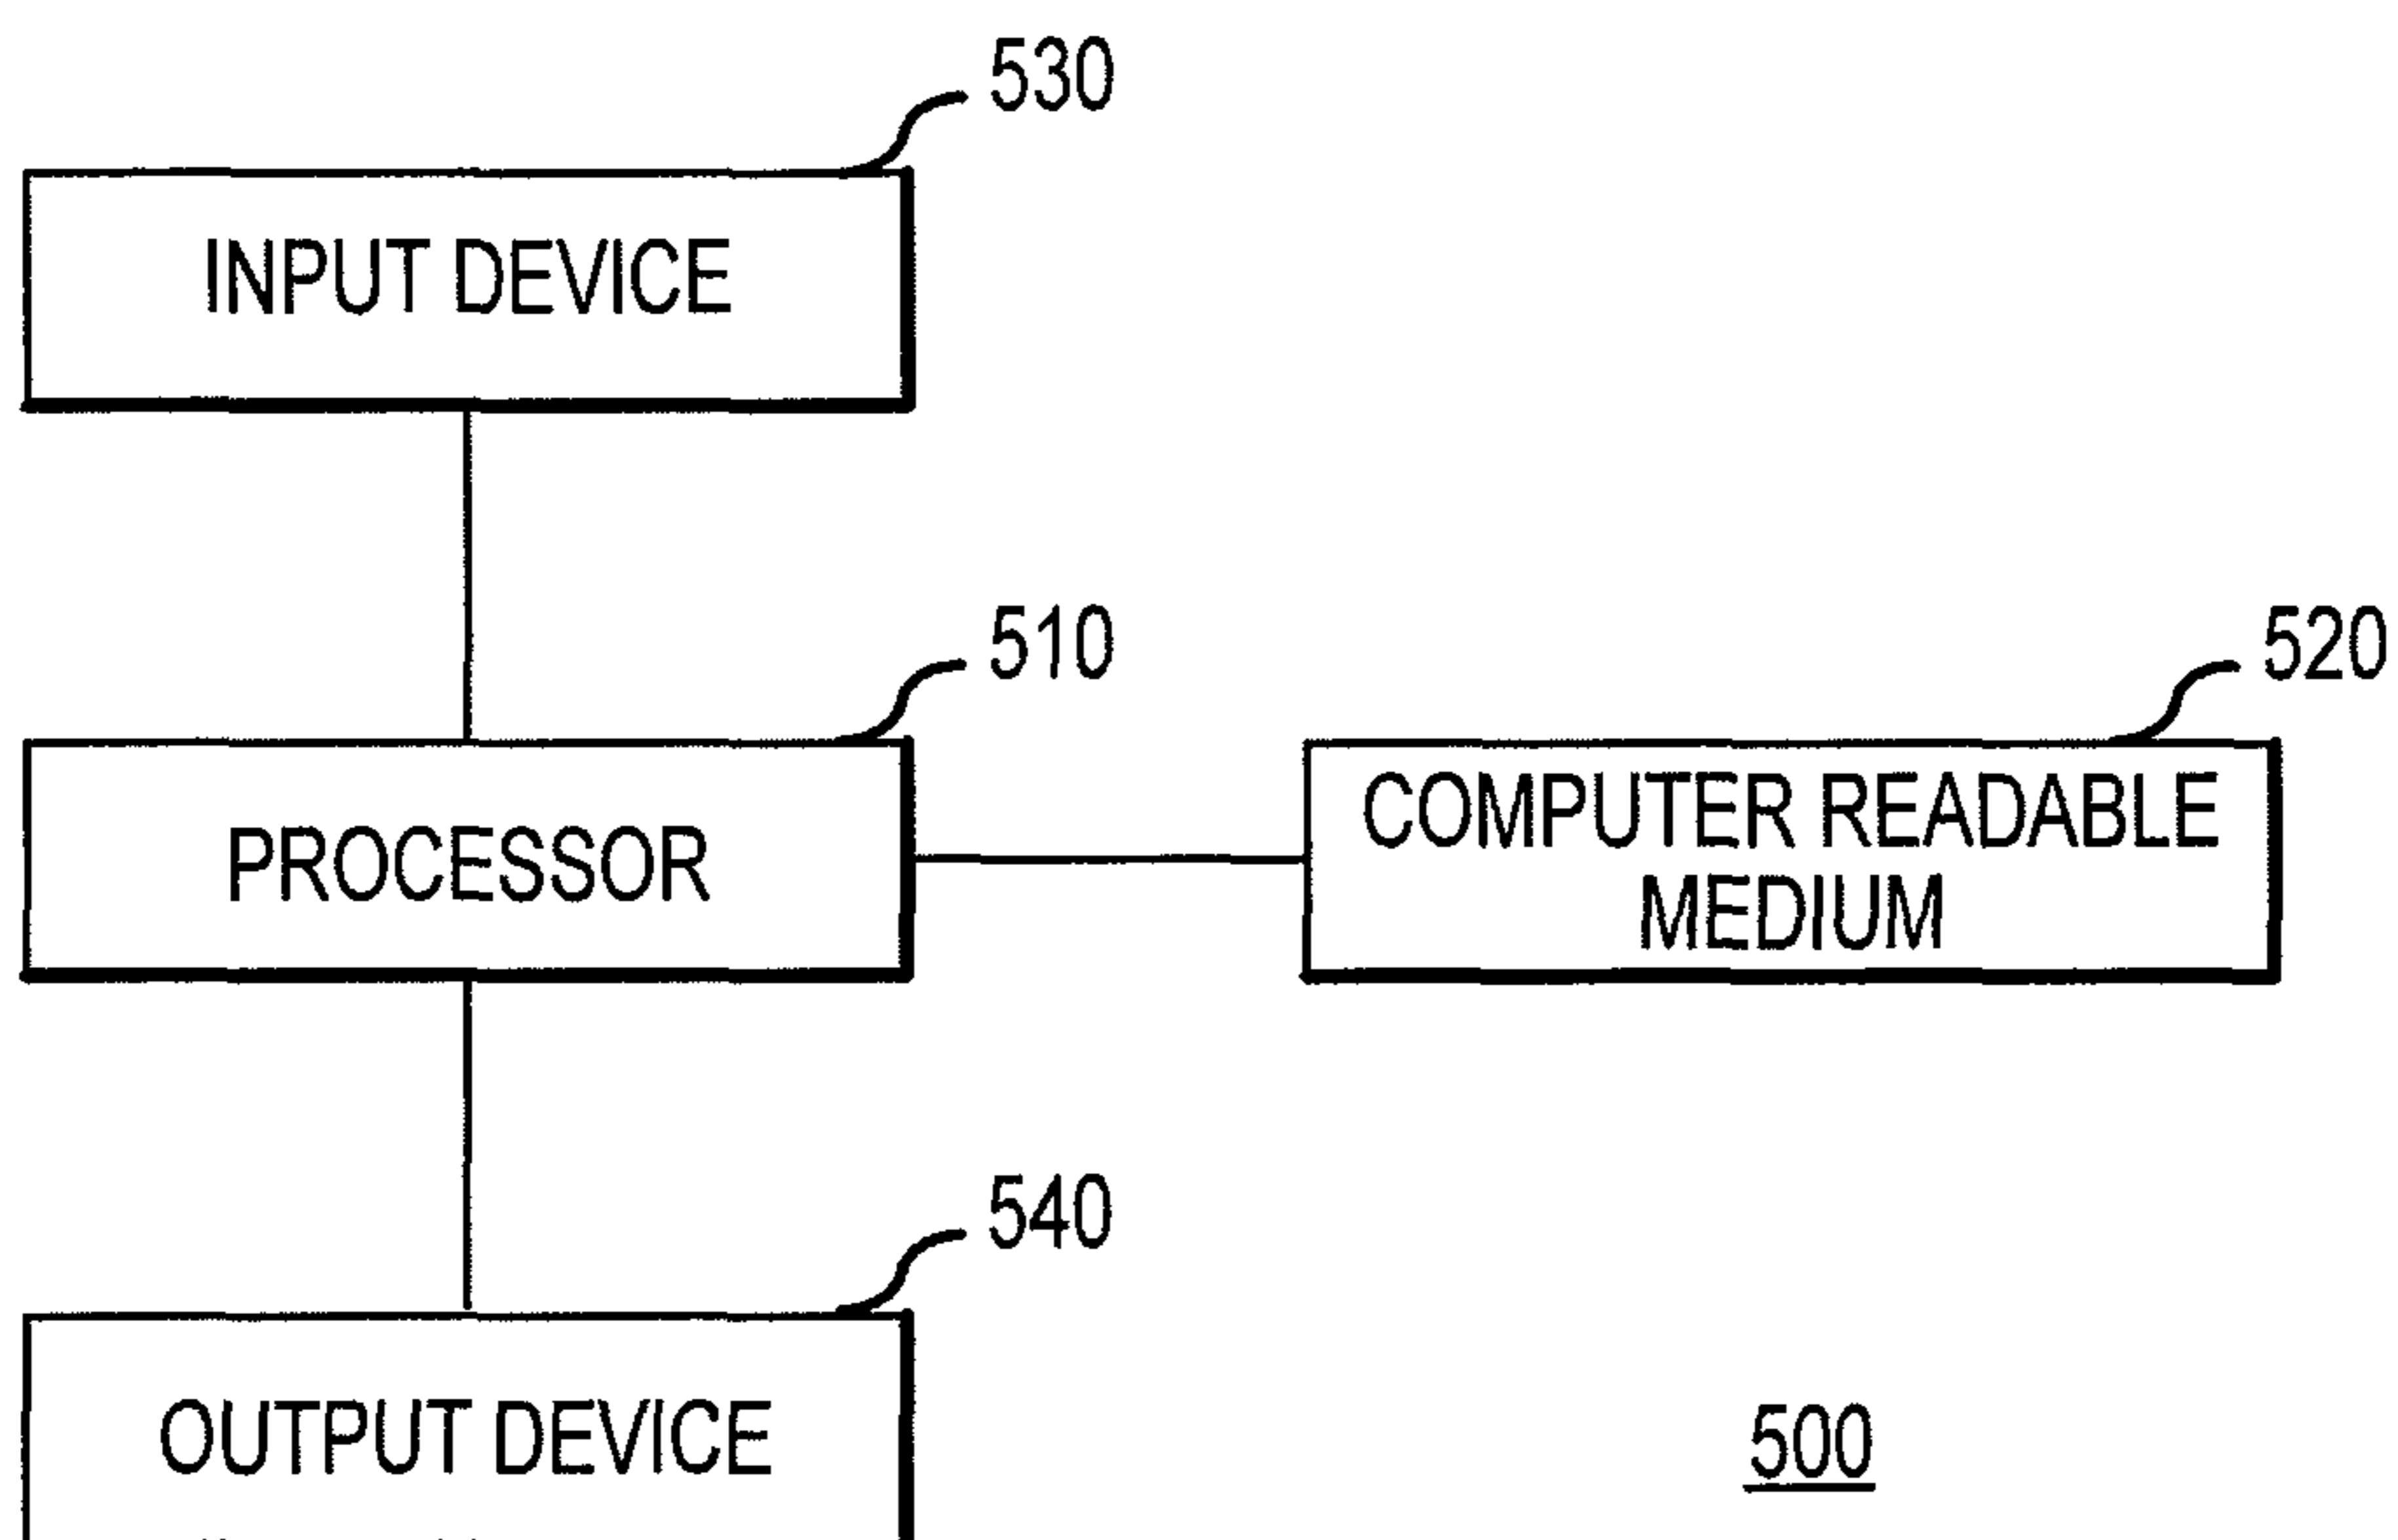 530
INPUT DEVICE
510
520
PROCESSOR
COMPUTER READABLE
MEDIUM
540
OUTPUT DEVICE
500